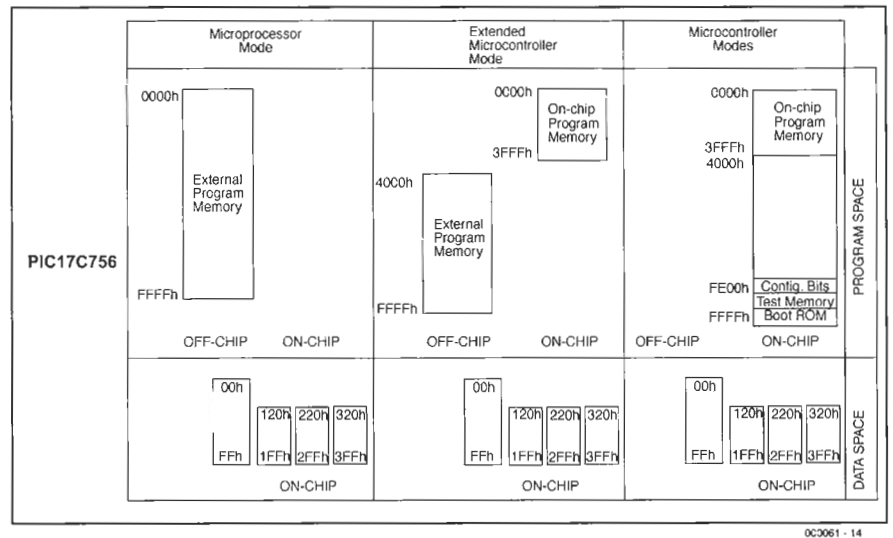 Microprocessor
Mode
Extended
Microcontroller
Mode
Microcontroller
Modes
PIC17C756
0000h
External
Program
Memory
FFFFh
OFF-CHIP ON-CHIP
0000h
On-chip
Program
Memory
3FFFh
4000h
External
Program
Memory
FFFFh
OFF-CHIP ON-CHIP
0000h
On-chip
Program
Memory
3FFFh
4000h
FE00h
Config. Bits
Test Memory
FFFFh
Boot ROM
OFF-CHIP ON-CHIP
PROGRAM SPACE
00h
120h 220h 320h
FFh 1FFh 2FFh 3FFh
ON-CHIP
00h
120h 220h 320h
FFh 1FFh 2FFh 3FFh
ON-CHIP
00h
120h 220h 320h
FFh 1FFh 2FFh 3FFh
ON-CHIP
DATA SPACE
000061 - 14